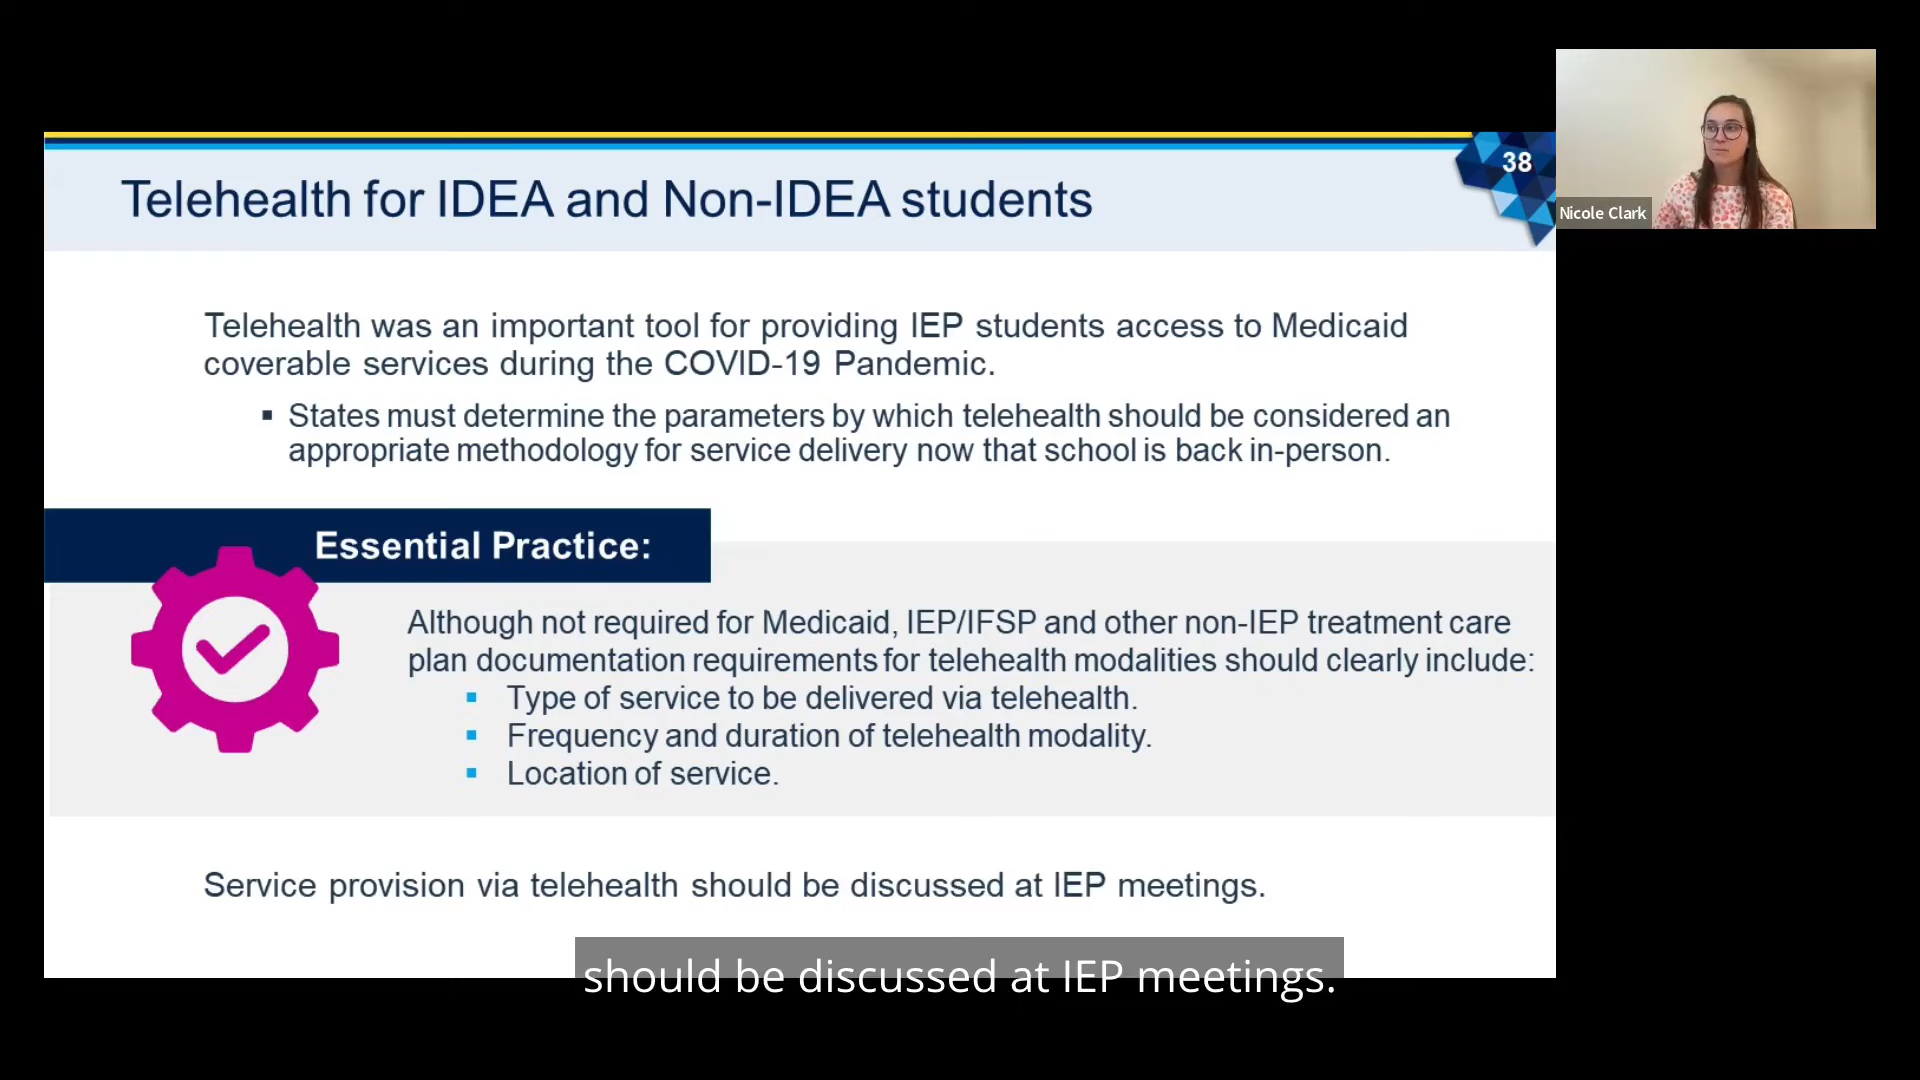 38
Nicole Clark
Telehealth for IDEA and Non-IDEA students
Telehealth was an important tool for providing IEP students access to Medicaid
coverable services during the COVID-19 Pandemic.
▪ States must determine the parameters by which telehealth should be considered an
appropriate methodology for service delivery now that school is back in-person.
Essential Practice:
Although not required for Medicaid, IEP/IFSP and other non-IEP treatment care
plan documentation requirements for telehealth modalities should clearly include:
▪ Type of service to be delivered via telehealth.
▪ Frequency and duration of telehealth modality.
▪ Location of service.
Service provision via telehealth should be discussed at IEP meetings.
should be discussed at IEP meetings.